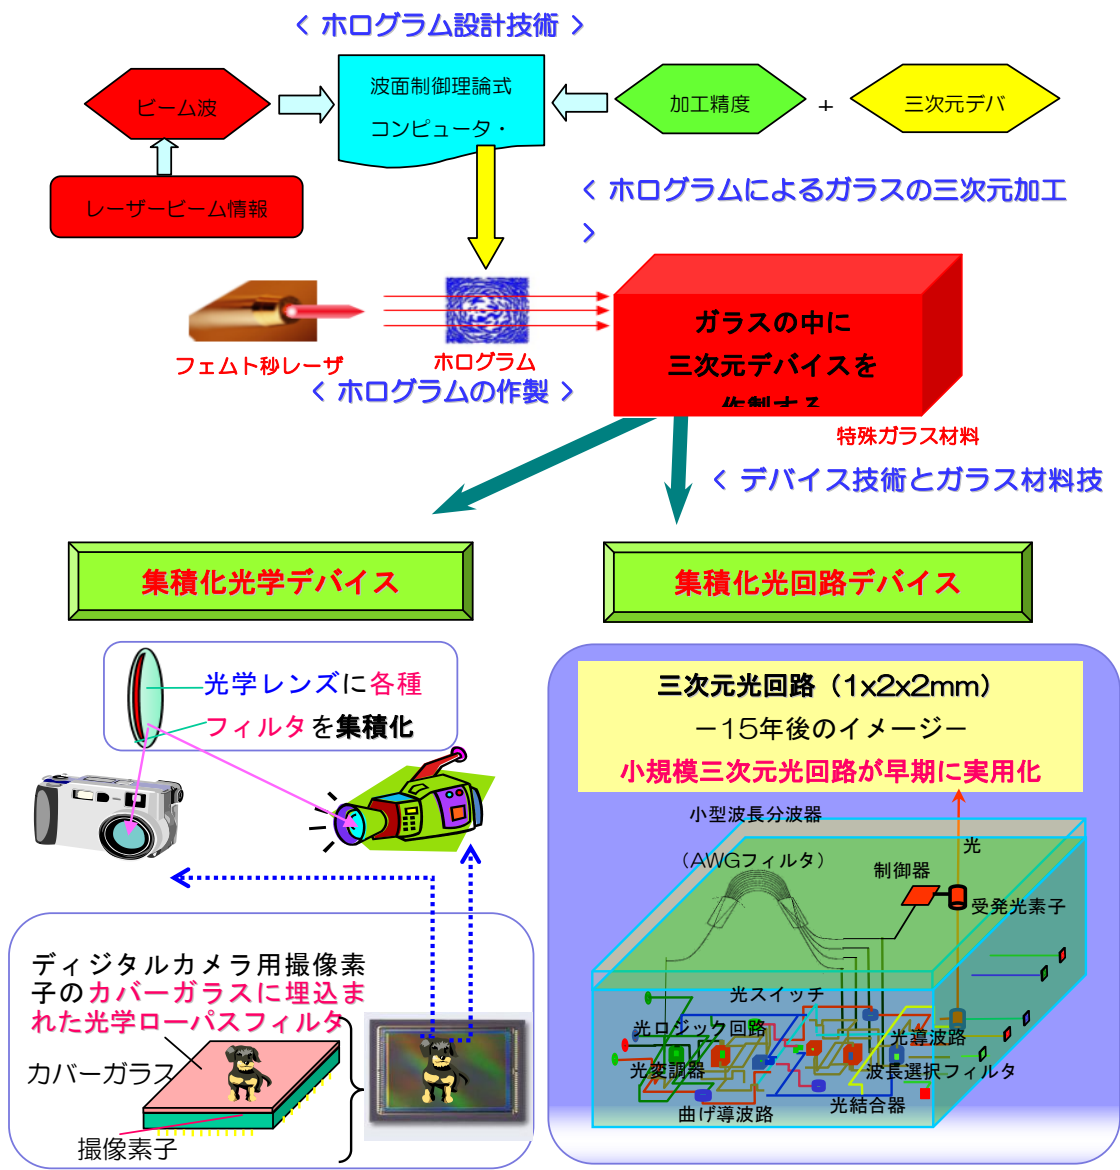 < ホログラム設計技術 >
ビーム波
波面制御理論式
コンピュータ・
加工精度
+
三次元デバ
レーザービーム情報
< ホログラムによるガラスの三次元加工
>
フェムト秒レーザ
ホログラム
< ホログラムの作製 >
ガラスの中に
三次元デバイスを
作製する
特殊ガラス材料
< デバイス技術とガラス材料技
集積化光学デバイス
集積化光回路デバイス
光学レンズに各種
フィルタを集積化
三次元光回路（1x2x2mm）
－15年後のイメージ－
小規模三次元光回路が早期に実用化
小型波長分波器
（AWGフィルタ）
光
制御器
受発光素子
光スイッチ
光ロジック回路
光導波路
光変調器
波長選択フィルタ
曲げ導波路
光結合器
ディジタルカメラ用撮像素
子のカバーガラスに埋込ま
れた光学ローパスフィルタ
カバーガラス
撮像素子